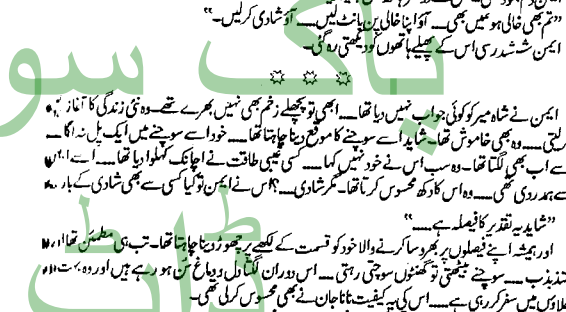 "تم بھی خالی ہو میں بھی.... آؤ اپنا خالی پن بانٹ لیں.... آؤ شادی کر لیں۔"
ایمن ششدر سی اس کے پھیلے ہاتھوں کو دیکھتی رہ گئی۔
ایمن نے شاہ میر کو کوئی جواب نہیں دیا تھا.... ابھی تو پچھلے زخم بھی نہیں بھرے تھے۔ وہ نئی زندگی کا آغاز
لیتی.... وہ بھی خاموش تھا۔ شاید اسے سوچنے کا موقع دینا چاہتا تھا.... خود اسے سوچنے میں ایک پل نہ لگا
سے اب بھی لگتا تھا۔ وہ سب اس نے خود نہیں کہا.... کسی غیبی طاقت نے اچانک کہلوا دیا تھا.... اسے
سے ہمدردی تھی.... وہ اس کا دکھ محسوس کرتا تھا۔ مگر شادی....؟ اس نے ایمن تو کیا کسی سے بھی شادی کے
"شاید یہ تقدیر کا فیصلہ ہے...."
اور ہمیشہ اپنے فیصلوں پر بھروسا کرنے والا خود کو قسمت کے لکھے پر چھوڑ دینا چاہتا تھا۔ تب ہی مطمئن تھا
تذبذب.... سوچنے بیٹھتی تو گھنٹوں سوچتی رہتی.... اس دوران لگتا دل و دماغ سن ہو رہے ہیں اور وہ
خلاؤں میں سفر کر رہی ہے.... اس کی یہ کیفیت نانا جان نے بھی محسوس کر لی تھی۔
پاک سو
ڈاٹ